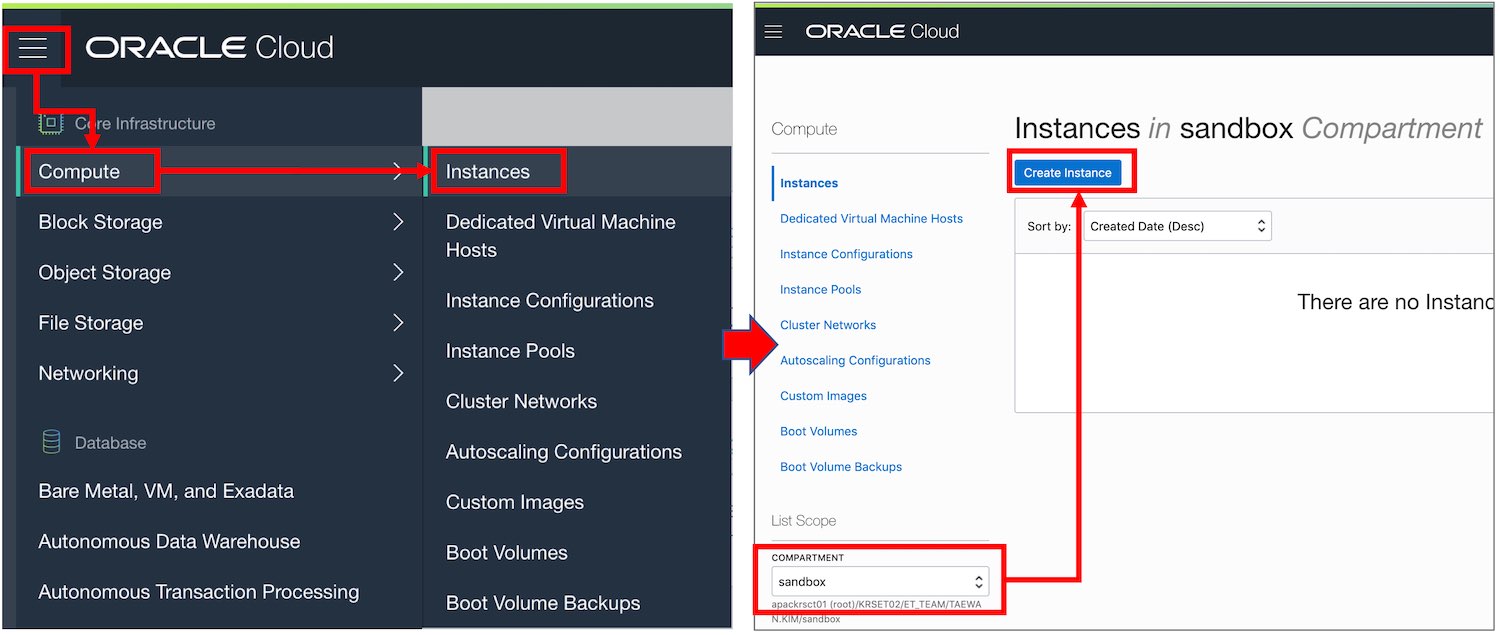 ORACLE Cloud
Core Infrastructure
Compute
Block Storage
Object Storage
File Storage
Networking
Database
Bare Metal, VM, and Exadata
Autonomous Data Warehouse
Autonomous Transaction Processing
Instances
Dedicated Virtual Machine
Hosts
Instance Configurations
Instance Pools
Cluster Networks
Autoscaling Configurations
Custom Images
Boot Volumes
Boot Volume Backups
ORACLE Cloud
Compute
Instances
Dedicated Virtual Machine Hosts
Instance Configurations
Instance Pools
Cluster Networks
Autoscaling Configurations
Custom Images
Boot Volumes
Boot Volume Backups
List Scope
COMPARTMENT
sandbox
apackrsct01 (root)/KRSET02/ET_TEAM/TAEWA
N.KIM/sandbox
Instances in sandbox Compartment
Create Instance
Sort by: Created Date (Desc)
There are no Instanc